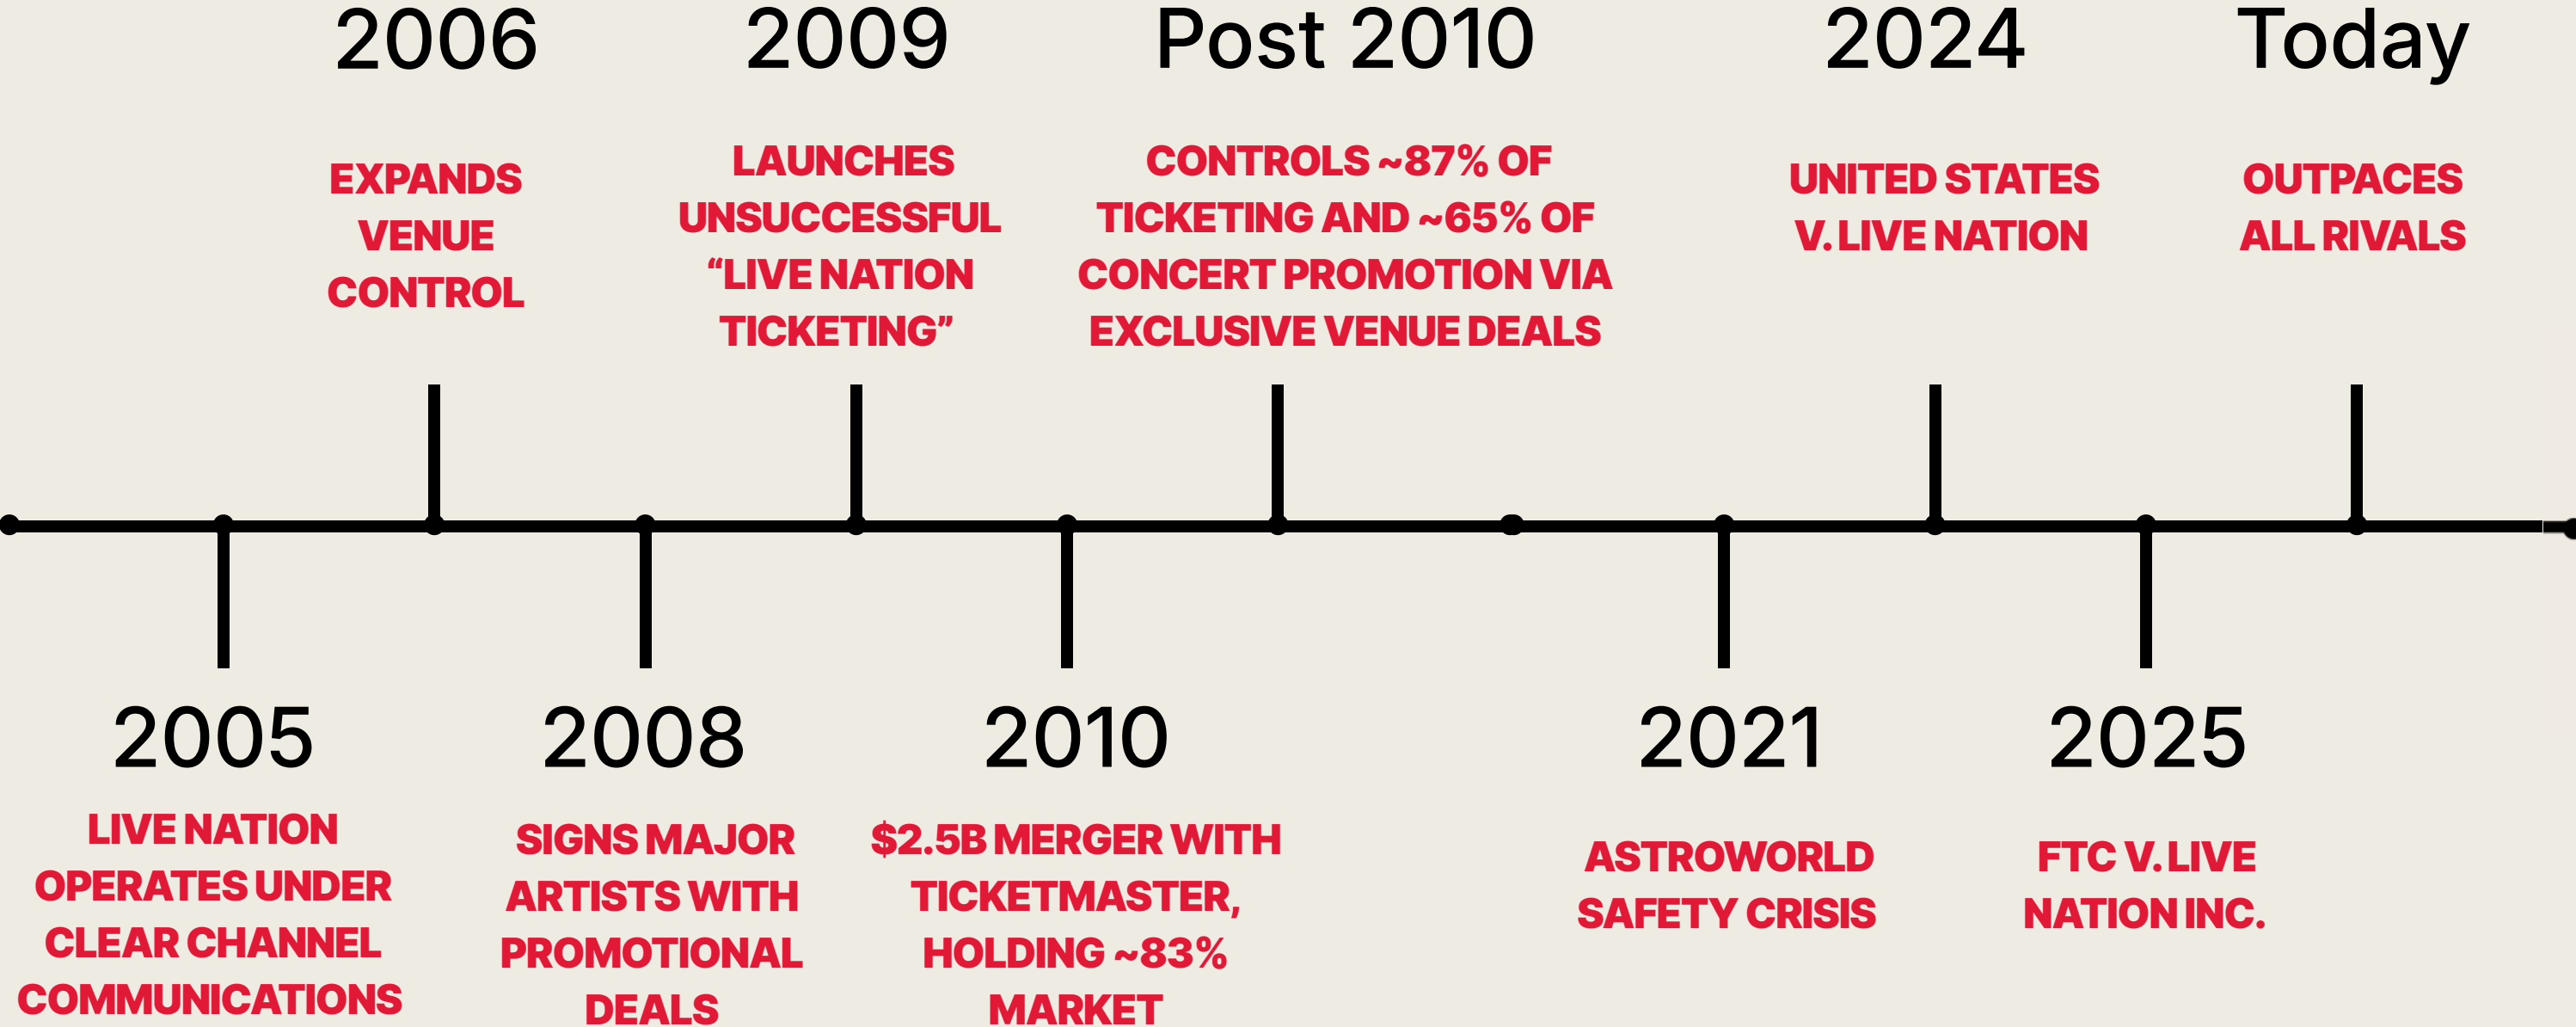 2006
EXPANDS
VENUE
CONTROL
2009
LAUNCHES
UNSUCCESSFUL
“LIVE NATION
TICKETING”
Post 2010
CONTROLS ~87% OF
TICKETING AND ~65% OF
CONCERT PROMOTION VIA
EXCLUSIVE VENUE DEALS
2024
UNITED STATES
V. LIVE NATION
Today
OUTPACES
ALL RIVALS
2005
LIVE NATION
OPERATES UNDER
CLEAR CHANNEL
COMMUNICATIONS
2008
SIGNS MAJOR
ARTISTS WITH
PROMOTIONAL
DEALS
2010
$2.5B MERGER WITH
TICKETMASTER,
HOLDING ~83%
MARKET
2021
ASTROWORLD
SAFETY CRISIS
2025
FTC V. LIVE
NATION INC.